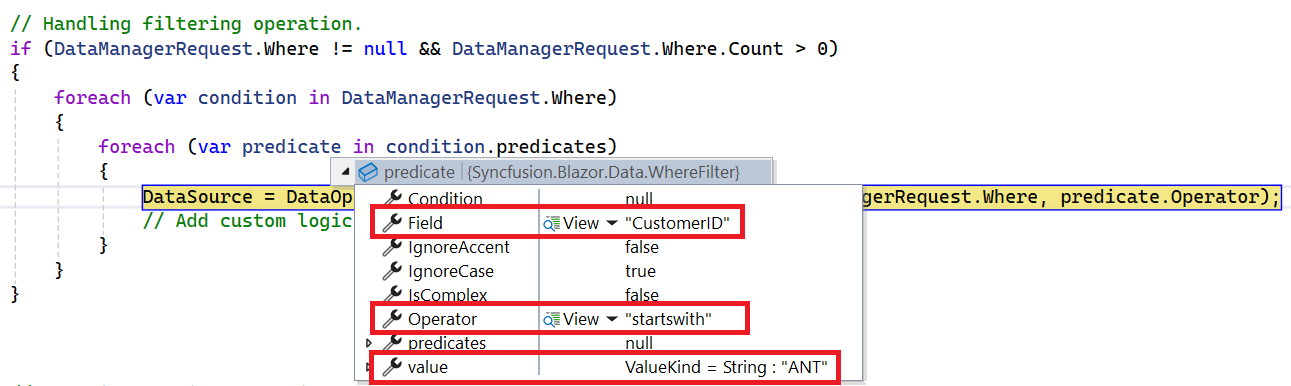 // Handling filtering operation.
if (DataManagerRequest.Where != null && DataManagerRequest.Where.Count > 0)
{
foreach (var condition in DataManagerRequest.Where)
{
foreach (var predicate in condition.predicates)
predicate {Syncfusion.Blazor.Data.WhereFilter}
{
DataSource = DataOp gerRequest.Where, predicate.Operator);
Condition null
// Add custom logic
Field View "CustomerID"
}
IgnoreAccent false
}
IgnoreCase true
}
IsComplex false
Operator View "startswith"
predicates null
value ValueKind = String : "ANT"